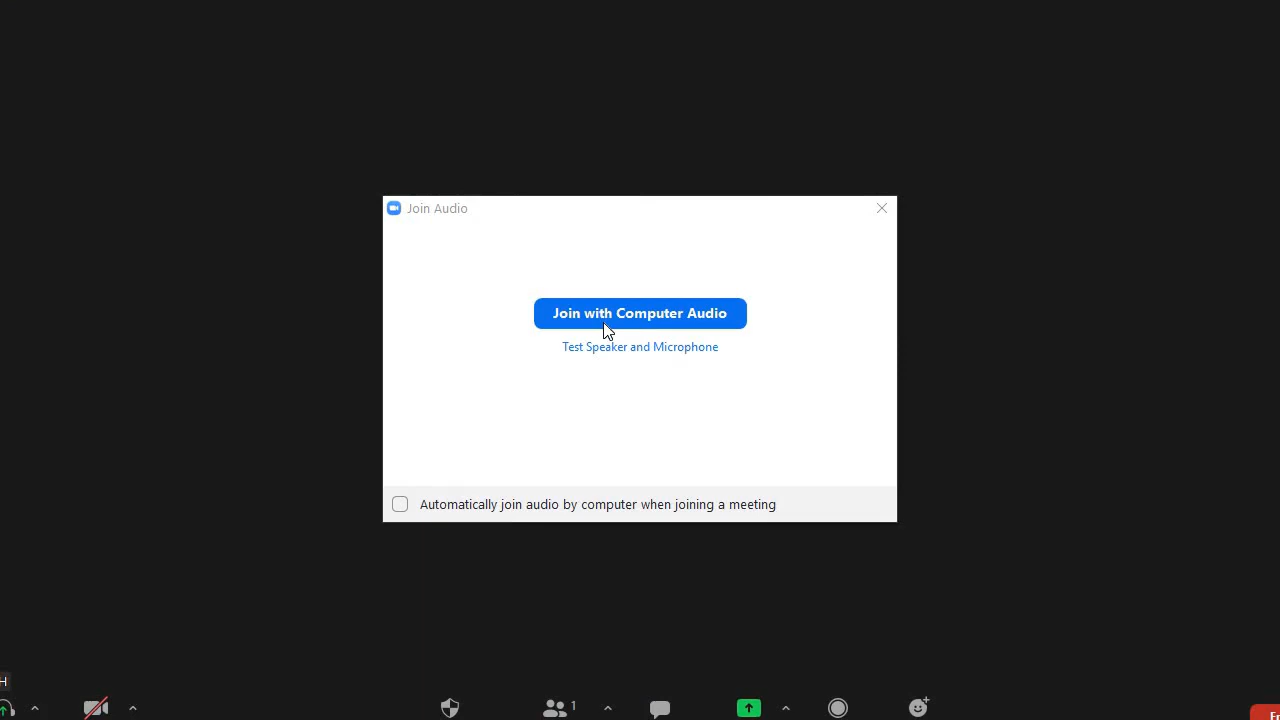 Join Audio
Join with Computer Audio
Test Speaker and Microphone
Automatically join audio by computer when joining a meeting
H
1